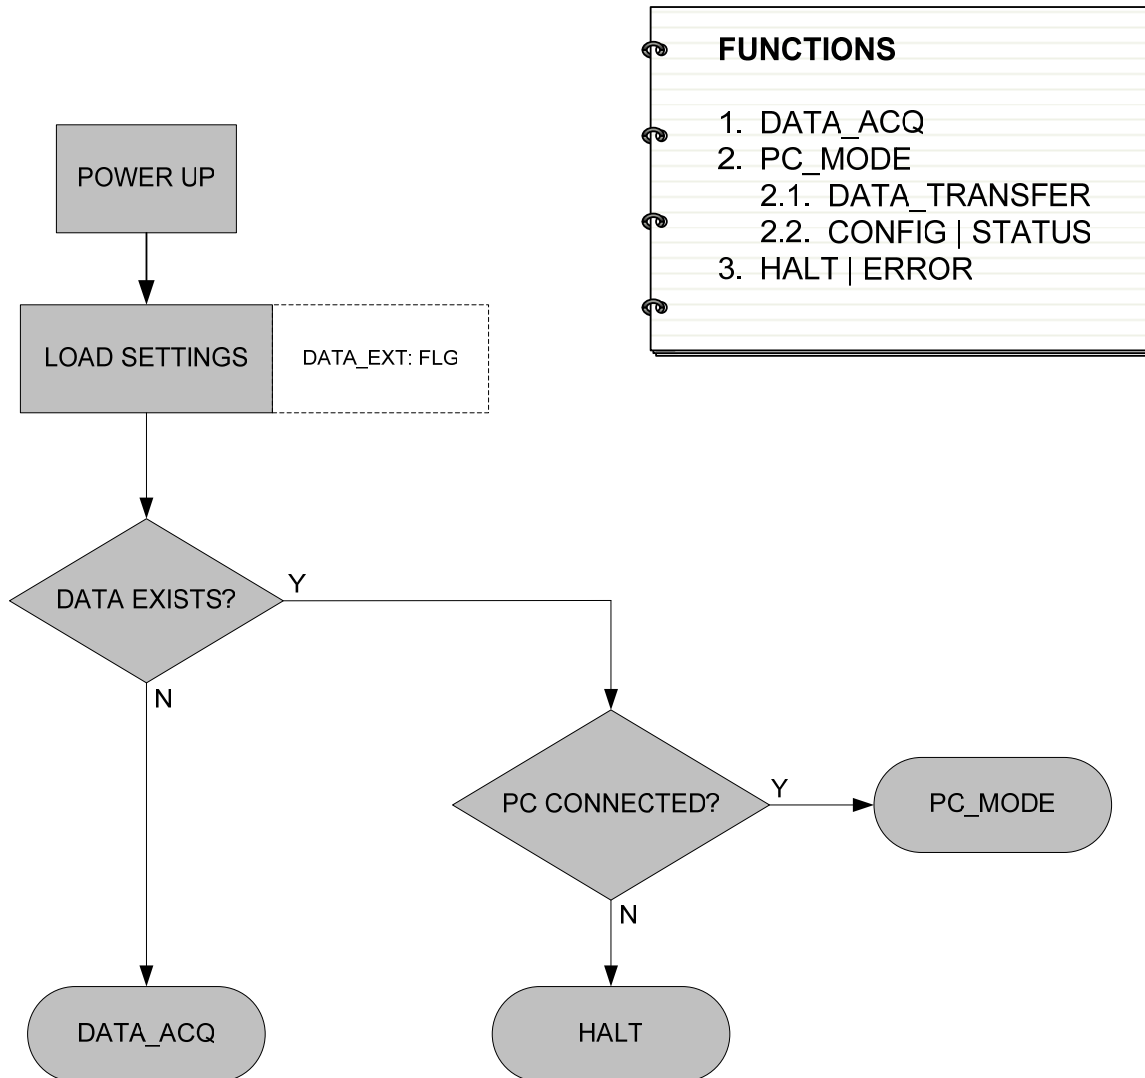 FUNCTIONS
1. DATA_ACQ
2. PC_MODE
2.1. DATA_TRANSFER
2.2. CONFIG | STATUS
3. HALT | ERROR
POWER UP
LOAD SETTINGS
DATA_EXT: FLG
DATA EXISTS?
Y
N
PC CONNECTED?
Y
PC_MODE
N
DATA_ACQ
HALT